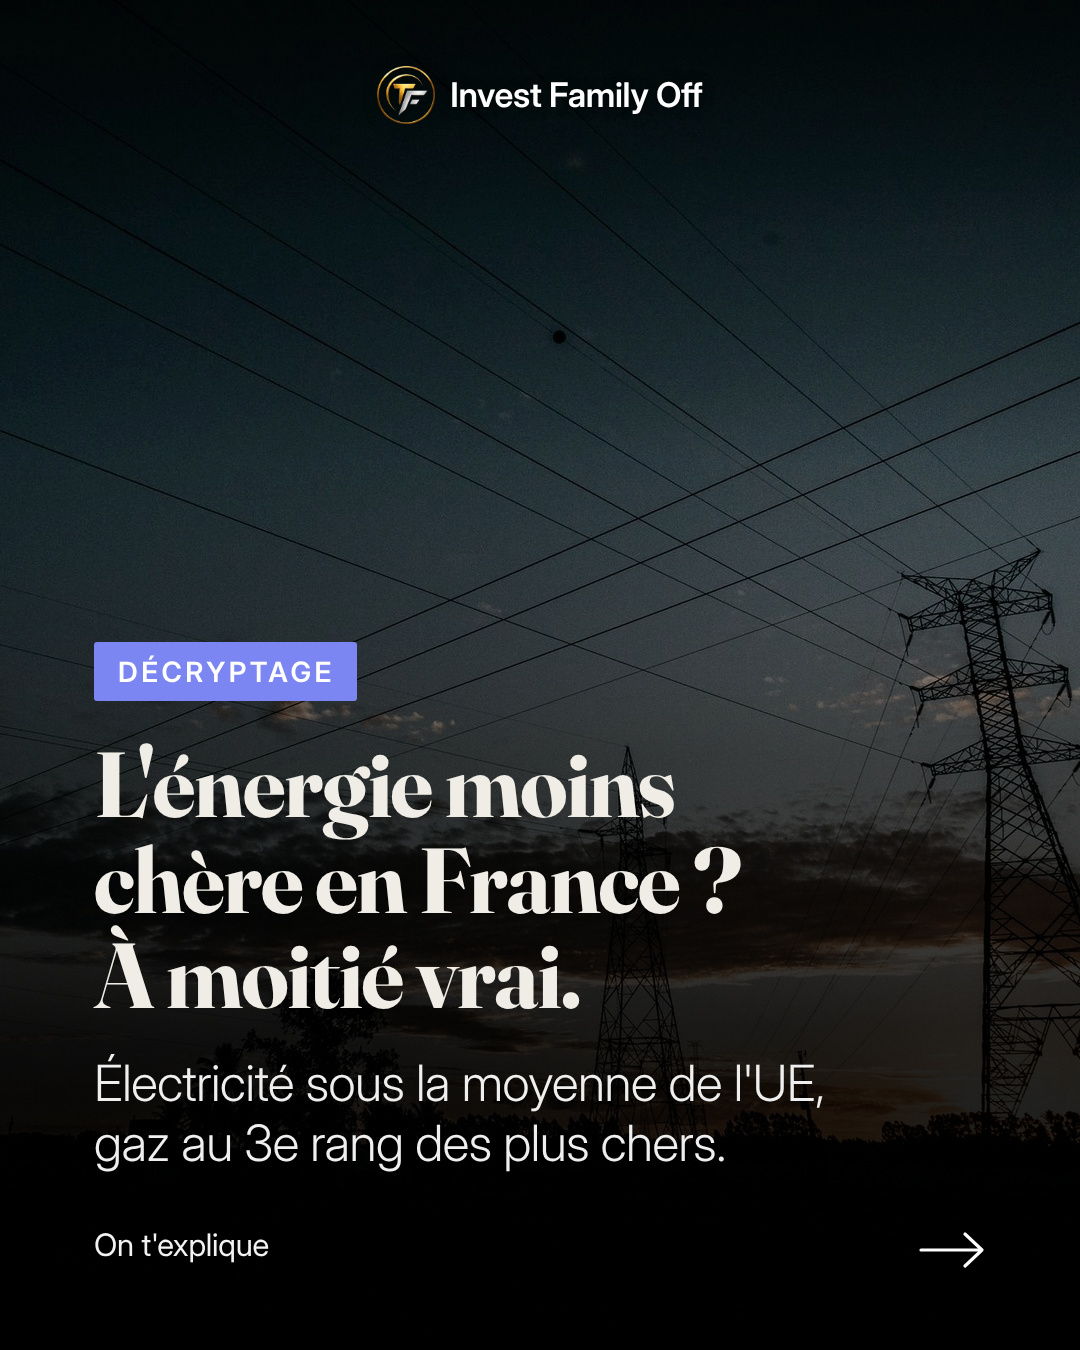 TF Invest Family Off
DÉCRYPTAGE
L'énergie moins
chère en France ?
À moitié vrai.
Électricité sous la moyenne de l'UE,
gaz au 3e rang des plus chers.
On t'explique